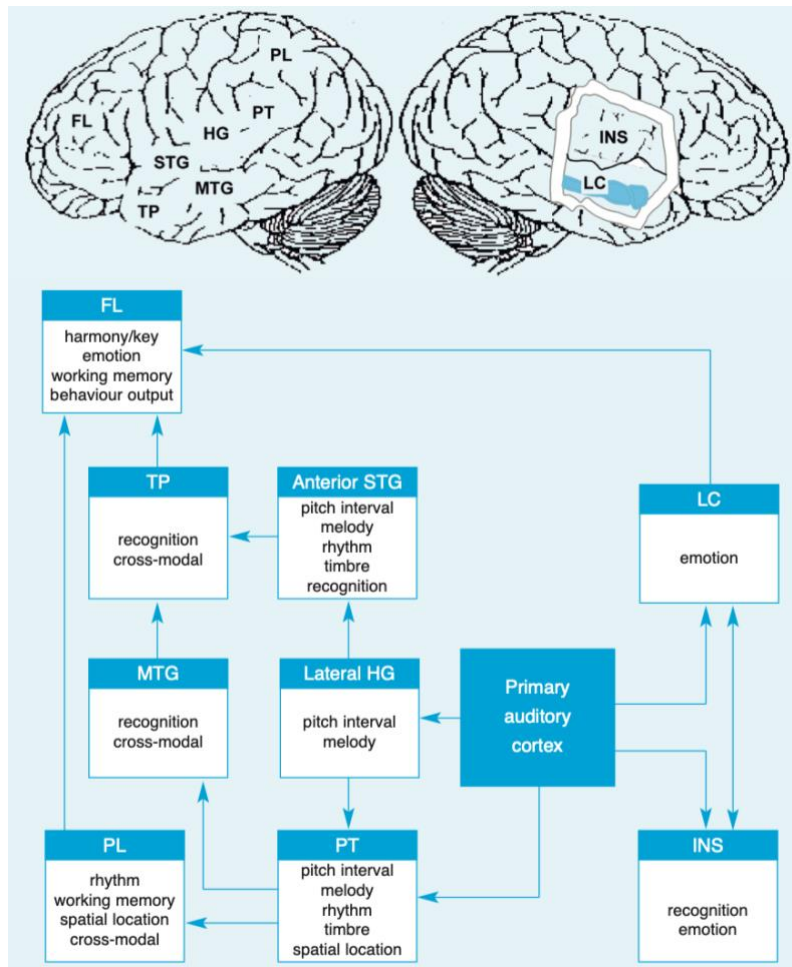 PL
FL
PT
HG
STG
MTG
TP
INS
LC
FL
harmony/key
emotion
working memory
behaviour output
TP
recognition
cross-modal
Anterior STG
pitch interval
melody
rhythm
timbre
recognition
LC
emotion
MTG
recognition
cross-modal
Lateral HG
pitch interval
melody
Primary
auditory
cortex
PL
rhythm
working memory
spatial location
cross-modal
PT
pitch interval
melody
rhythm
timbre
spatial location
INS
recognition
emotion